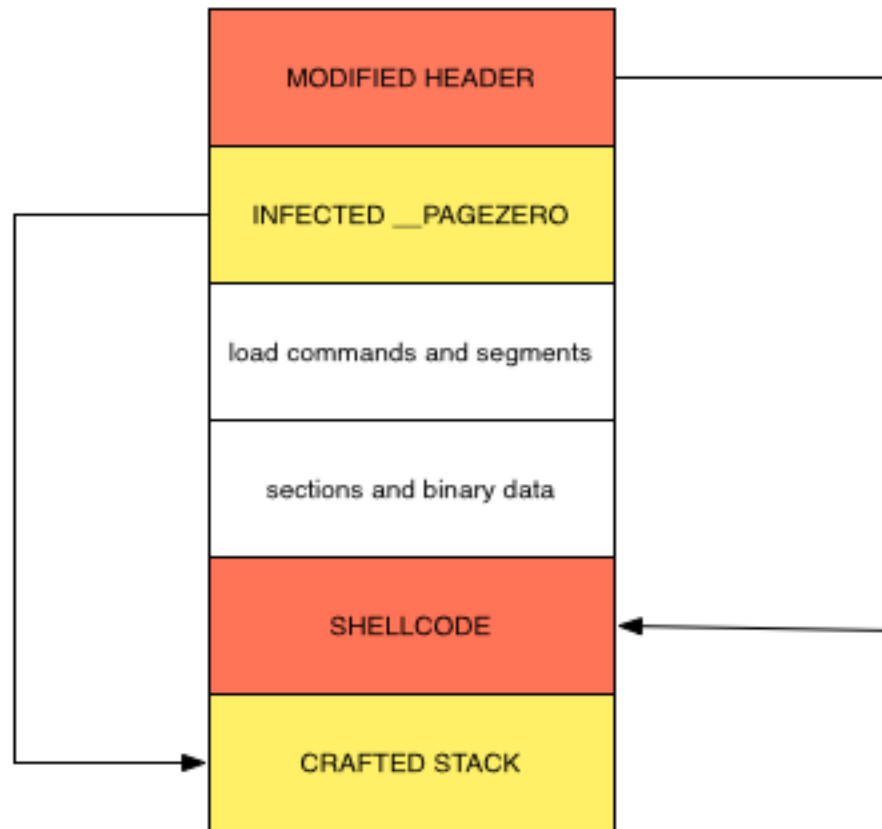 MODIFIED HEADER
INFECTED __PAGEZERO
load commands and segments
sections and binary data
SHELLCODE
CRAFTED STACK